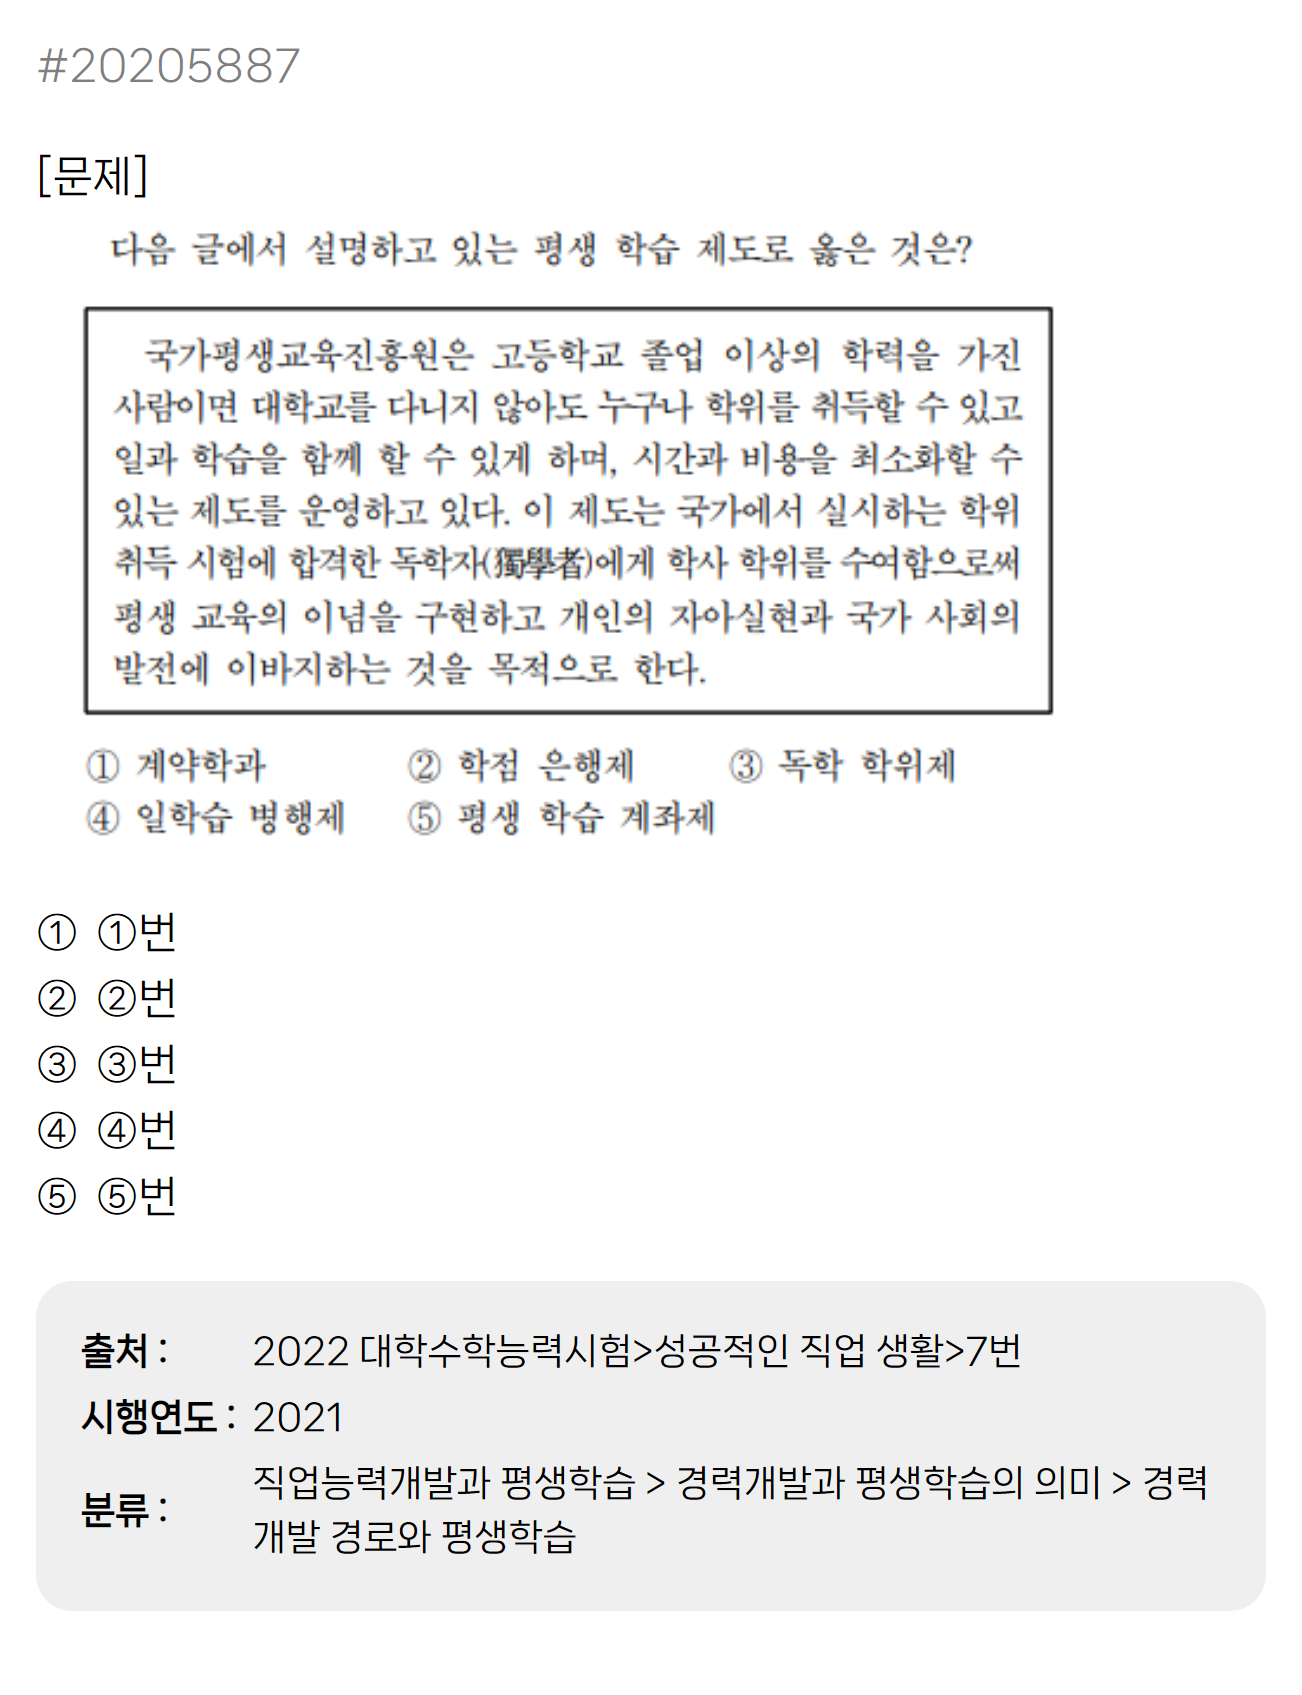 #20205887
[문제]
다음 글에서 설명하고 있는 평생 학습 제도로 옳은 것은?
국가평생교육진흥원은 고등학교 졸업 이상의 학력을 가진
사람이면 대학교를 다니지 않아도 누구나 학위를 취득할 수 있고
일과 학습을 함께 할 수 있게 하며, 시간과 비용을 최소화할 수
있는 제도를 운영하고 있다. 이 제도는 국가에서 실시하는 학위
취득 시험에 합격한 독학자(獨學者)에게 학사 학위를 수여함으로써
평생 교육의 이념을 구현하고 개인의 자아실현과 국가 사회의
발전에 이바지하는 것을 목적으로 한다.
① 계약학과 ② 학점 은행제 ③ 독학 학위제
④ 일학습 병행제 ⑤ 평생 학습 계좌제
① ①번
② ②번
③ ③번
④ ④번
⑤ ⑤번
출처 : 2022 대학수학능력시험>성공적인 직업 생활>7번
시행연도 : 2021
분류 : 직업능력개발과 평생학습 > 경력개발과 평생학습의 의미 > 경력
개발 경로와 평생학습